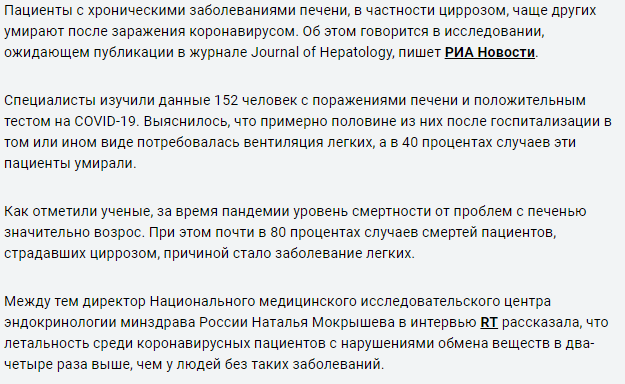 Пациенты с хроническими заболеваниями печени, в частности циррозом, чаще других
умирают после заражения коронавирусом. Об этом говорится в исследовании,
ожидающем публикации в журнале Journal of Hepatology, пишет РИА Новости.
Специалисты изучили данные 152 человек с поражениями печени и положительным
тестом на COVID-19. Выяснилось, что примерно половине из них после госпитализации в
том или ином виде потребовалась вентиляция легких, а в 40 процентах случаев эти
пациенты умирали.
Как отметили ученые, за время пандемии уровень смертности от проблем с печенью
значительно возрос. При этом почти в 80 процентах случаев смертей пациентов,
страдавших циррозом, причиной стало заболевание легких.
Между тем директор Национального медицинского исследовательского центра
эндокринологии минздрава России Наталья Мокрышева в интервью RT рассказала, что
летальность среди коронавирусных пациентов с нарушениями обмена веществ в два-
четыре раза выше, чем у людей без таких заболеваний.